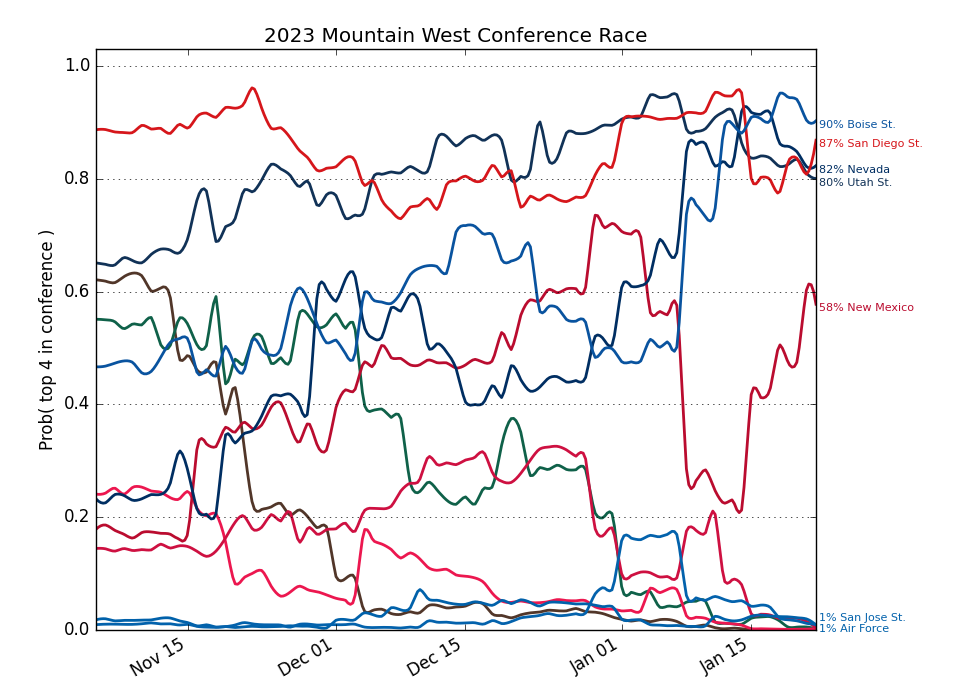 2023 Mountain West Conference Race
Prob( top 4 in conference )
1.0
0.8
0.6
0.4
0.2
0.0
90% Boise St.
87% San Diego St.
82% Nevada
80% Utah St.
58% New Mexico
1% San Jose St.
1% Air Force
Nov 15
Dec 01
Dec 15
Jan 01
Jan 15